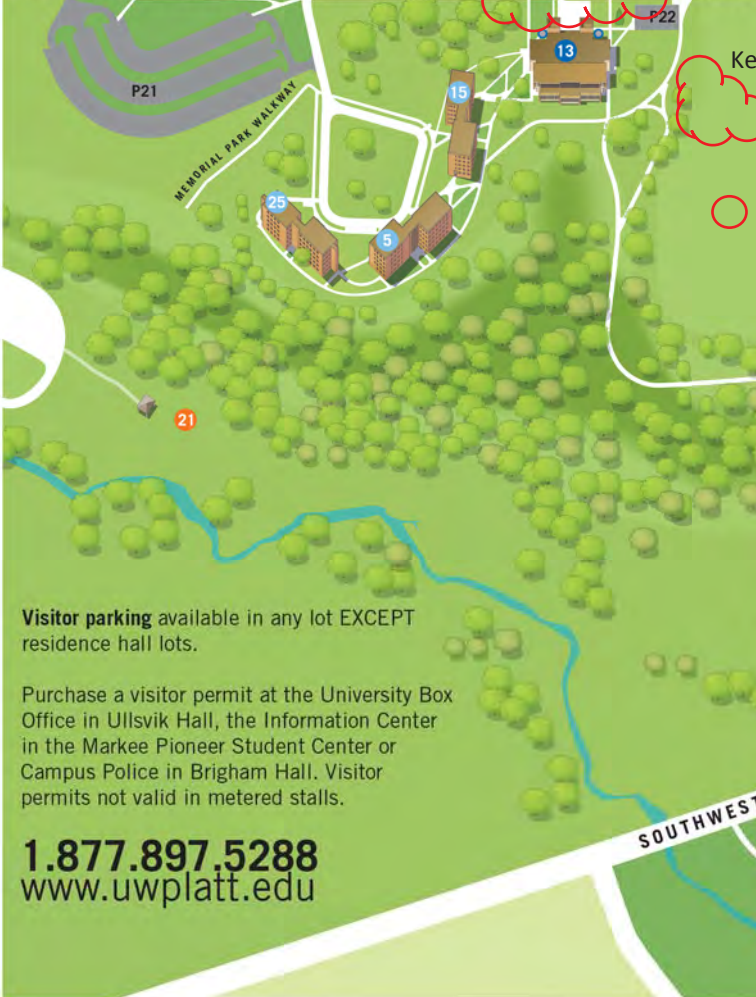 P22
13
Ke
P21
15
MEMORIAL PARK WALKWAY
25
5
21
Visitor parking available in any lot EXCEPT
residence hall lots.
Purchase a visitor permit at the University Box
Office in Ullsvik Hall, the Information Center
in the Markee Pioneer Student Center or
Campus Police in Brigham Hall. Visitor
permits not valid in metered stalls.
SOUTHWEST
1.877.897.5288
www.uwplatt.edu